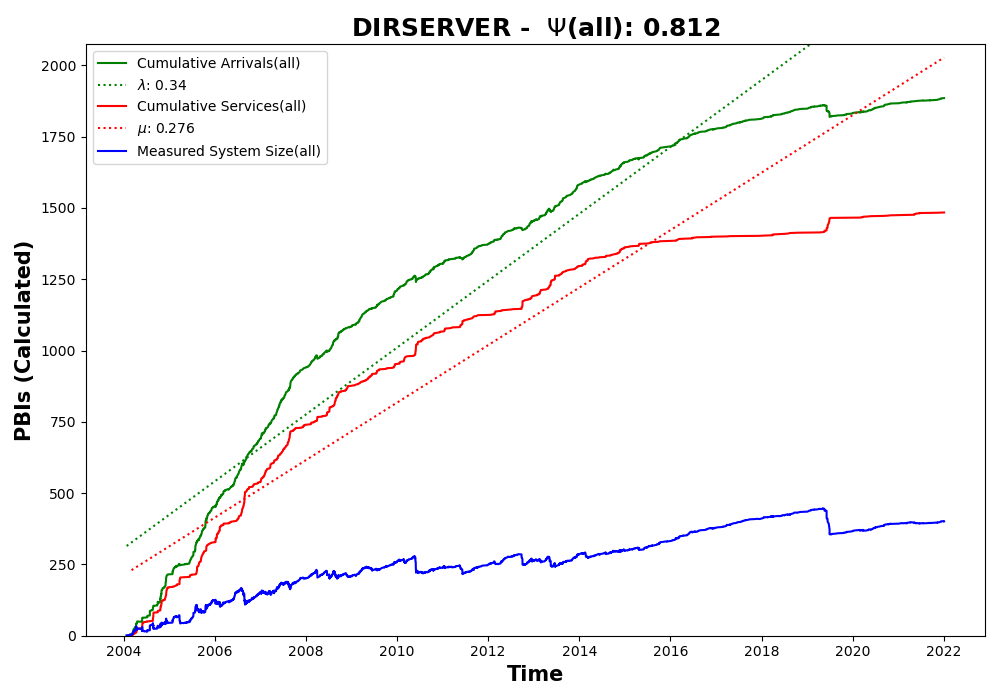 DIRSERVER -  Ψ(all): 0.812
Cumulative Arrivals(all)
λ: 0.34
Cumulative Services(all)
μ: 0.276
Measured System Size(all)
PBIs (Calculated)
2000
1750
1500
1250
1000
750
500
250
0
2004 2006 2008 2010 2012 2014 2016 2018 2020 2022
Time